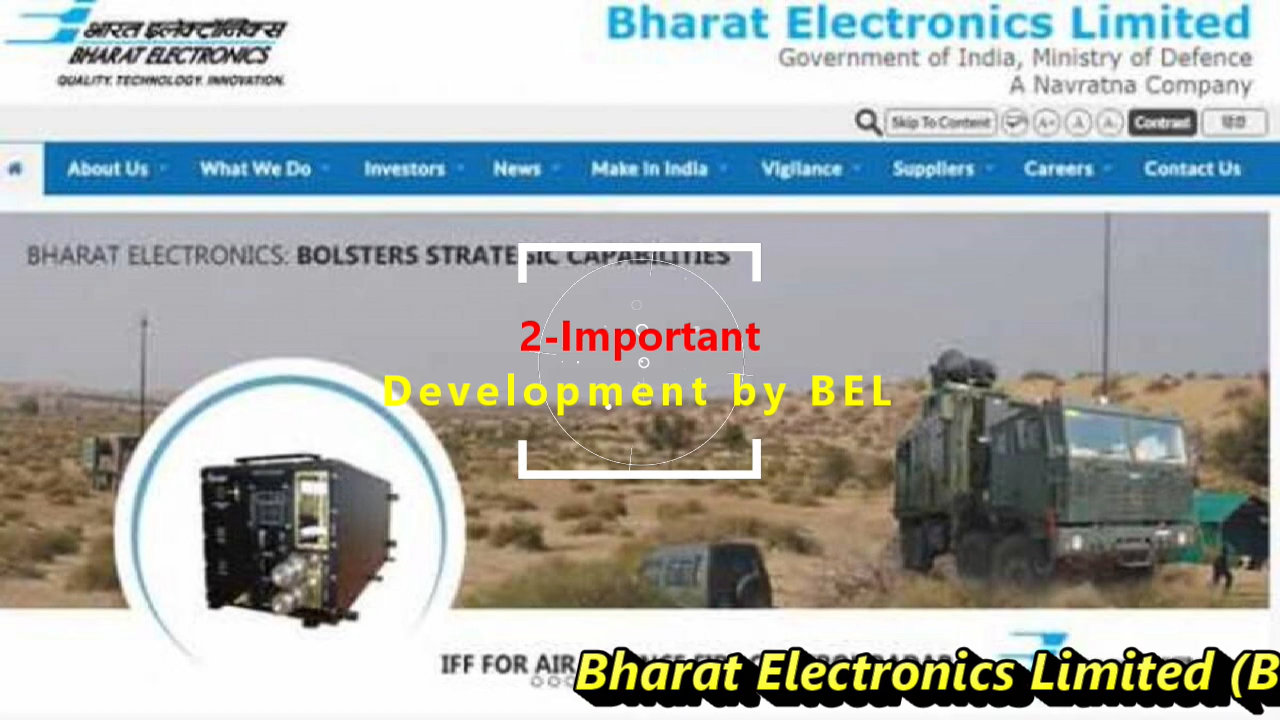 भारत इलेक्ट्रॉनिक्स
BHARAT ELECTRONICS
QUALITY. TECHNOLOGY. INNOVATION.
Bharat Electronics Limited
Government of India, Ministry of Defence
A Navratna Company
Skip To Content A+ A A- Contrast हिंदी
About Us What We Do Investors News Make In India Vigilance Suppliers Careers Contact Us
BHARAT ELECTRONICS: BOLSTERS STRATEGIC CAPABILITIES
2-Important
Development by BEL
IFF FOR AIR
Bharat Electronics Limited (B